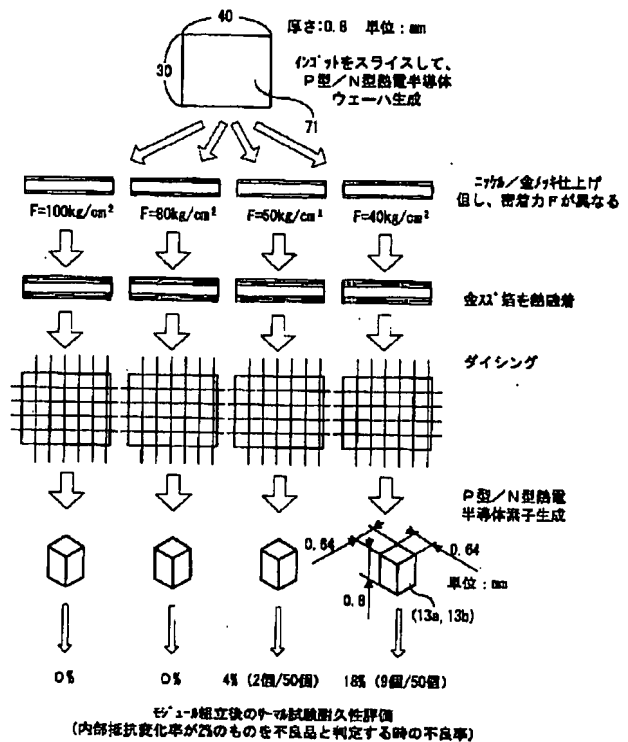 40
厚さ:0.8 単位:mm
30
インゴットをスライスして、
P型/N型熱電半導体
ウェーハ生成
71
ニッケル/金メッキ仕上げ
但し、密着力Fが異なる
F=100kg/cm² F=80kg/cm² F=50kg/cm² F=40kg/cm²
金スズ箔を熱融着
ダイシング
P型/N型熱電
半導体素子生成
0.64
0.64
単位:mm
0.8
(13a, 13b)
0% 0% 4% (2個/50個) 18% (9個/50個)
モジュール組立後のサーマル試験耐久性評価
(内部抵抗変化率が2%のものを不良品と判定する時の不良率)